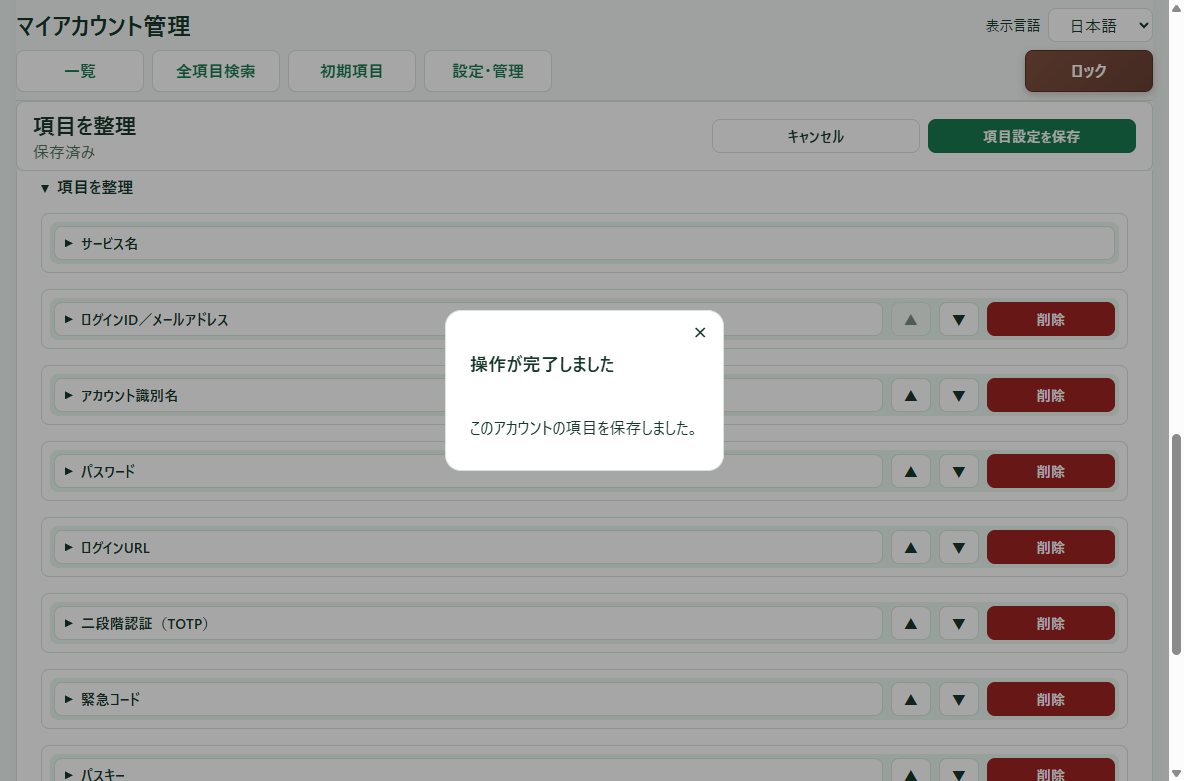 マイアカウント管理
表示言語 日本語
一覧 全項目検索 初期項目 設定・管理 ロック
項目を整理
保存済み
キャンセル 項目設定を保存
▼ 項目を整理
▶ サービス名
▶ ログインID／メールアドレス ▲ ▼ 削除
×
操作が完了しました
このアカウントの項目を保存しました。
▶ アカウント識別名 ▲ ▼ 削除
▶ パスワード ▲ ▼ 削除
▶ ログインURL ▲ ▼ 削除
▶ 二段階認証（TOTP） ▲ ▼ 削除
▶ 緊急コード ▲ ▼ 削除
▶ パスキー ▲ ▼ 削除